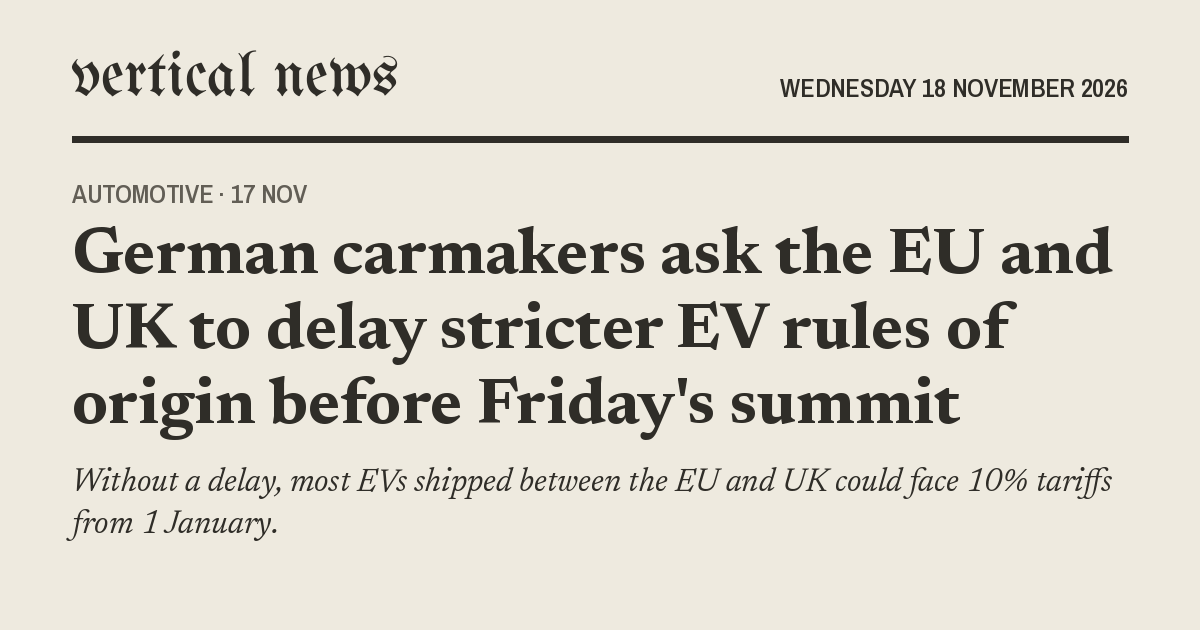 vertical news
WEDNESDAY 18 NOVEMBER 2026
AUTOMOTIVE · 17 NOV
German carmakers ask the EU and
UK to delay stricter EV rules of
origin before Friday's summit
Without a delay, most EVs shipped between the EU and UK could face 10% tariffs
from 1 January.